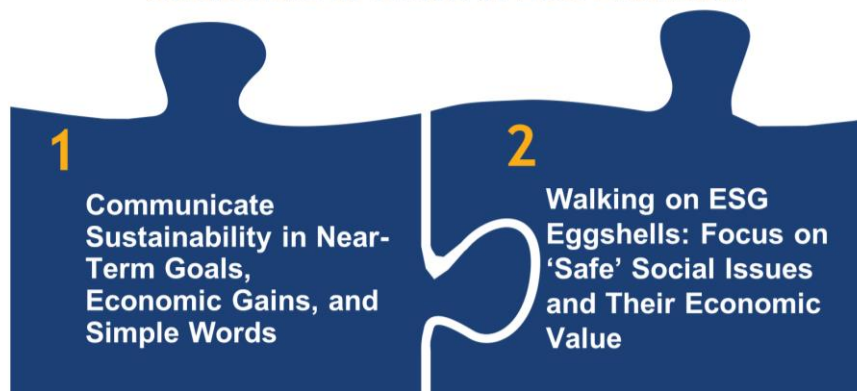 1
Communicate
Sustainability in Near-
Term Goals,
Economic Gains, and
Simple Words
2
Walking on ESG
Eggshells: Focus on
‘Safe’ Social Issues
and Their Economic
Value